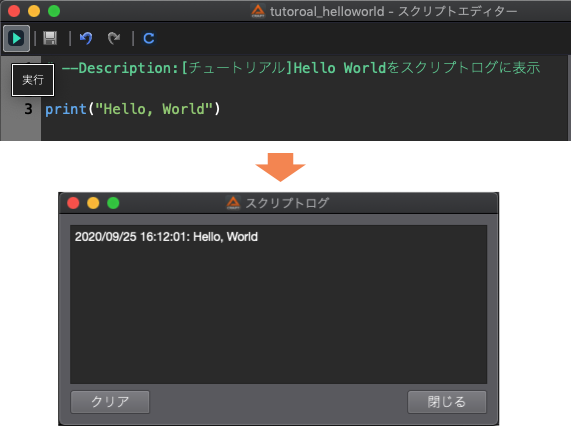 tutoroal_helloworld - スクリプトエディター
--Description:[チュートリアル]Hello Worldをスクリプトログに表示
実行
3 print("Hello, World")
スクリプトログ
2020/09/25 16:12:01: Hello, World
クリア 閉じる